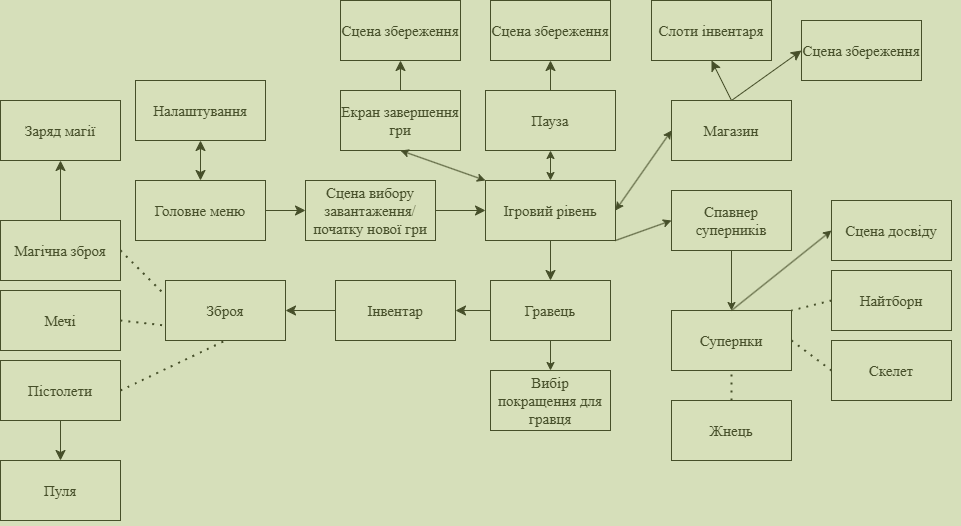 Сцена збереження
Сцена збереження
Слоти інвентаря
Сцена збереження
Заряд магії
Налаштування
Екран завершення
гри
Пауза
Магазин
Головне меню
Сцена вибору
завантаження/
початку нової гри
Ігровий рівень
Спавнер
суперників
Магічна зброя
Сцена досвіду
Мечі
Зброя
Інвентар
Гравець
Супернки
Найтборн
Пістолети
Вибір
покращення для
гравця
Скелет
Жнець
Пуля